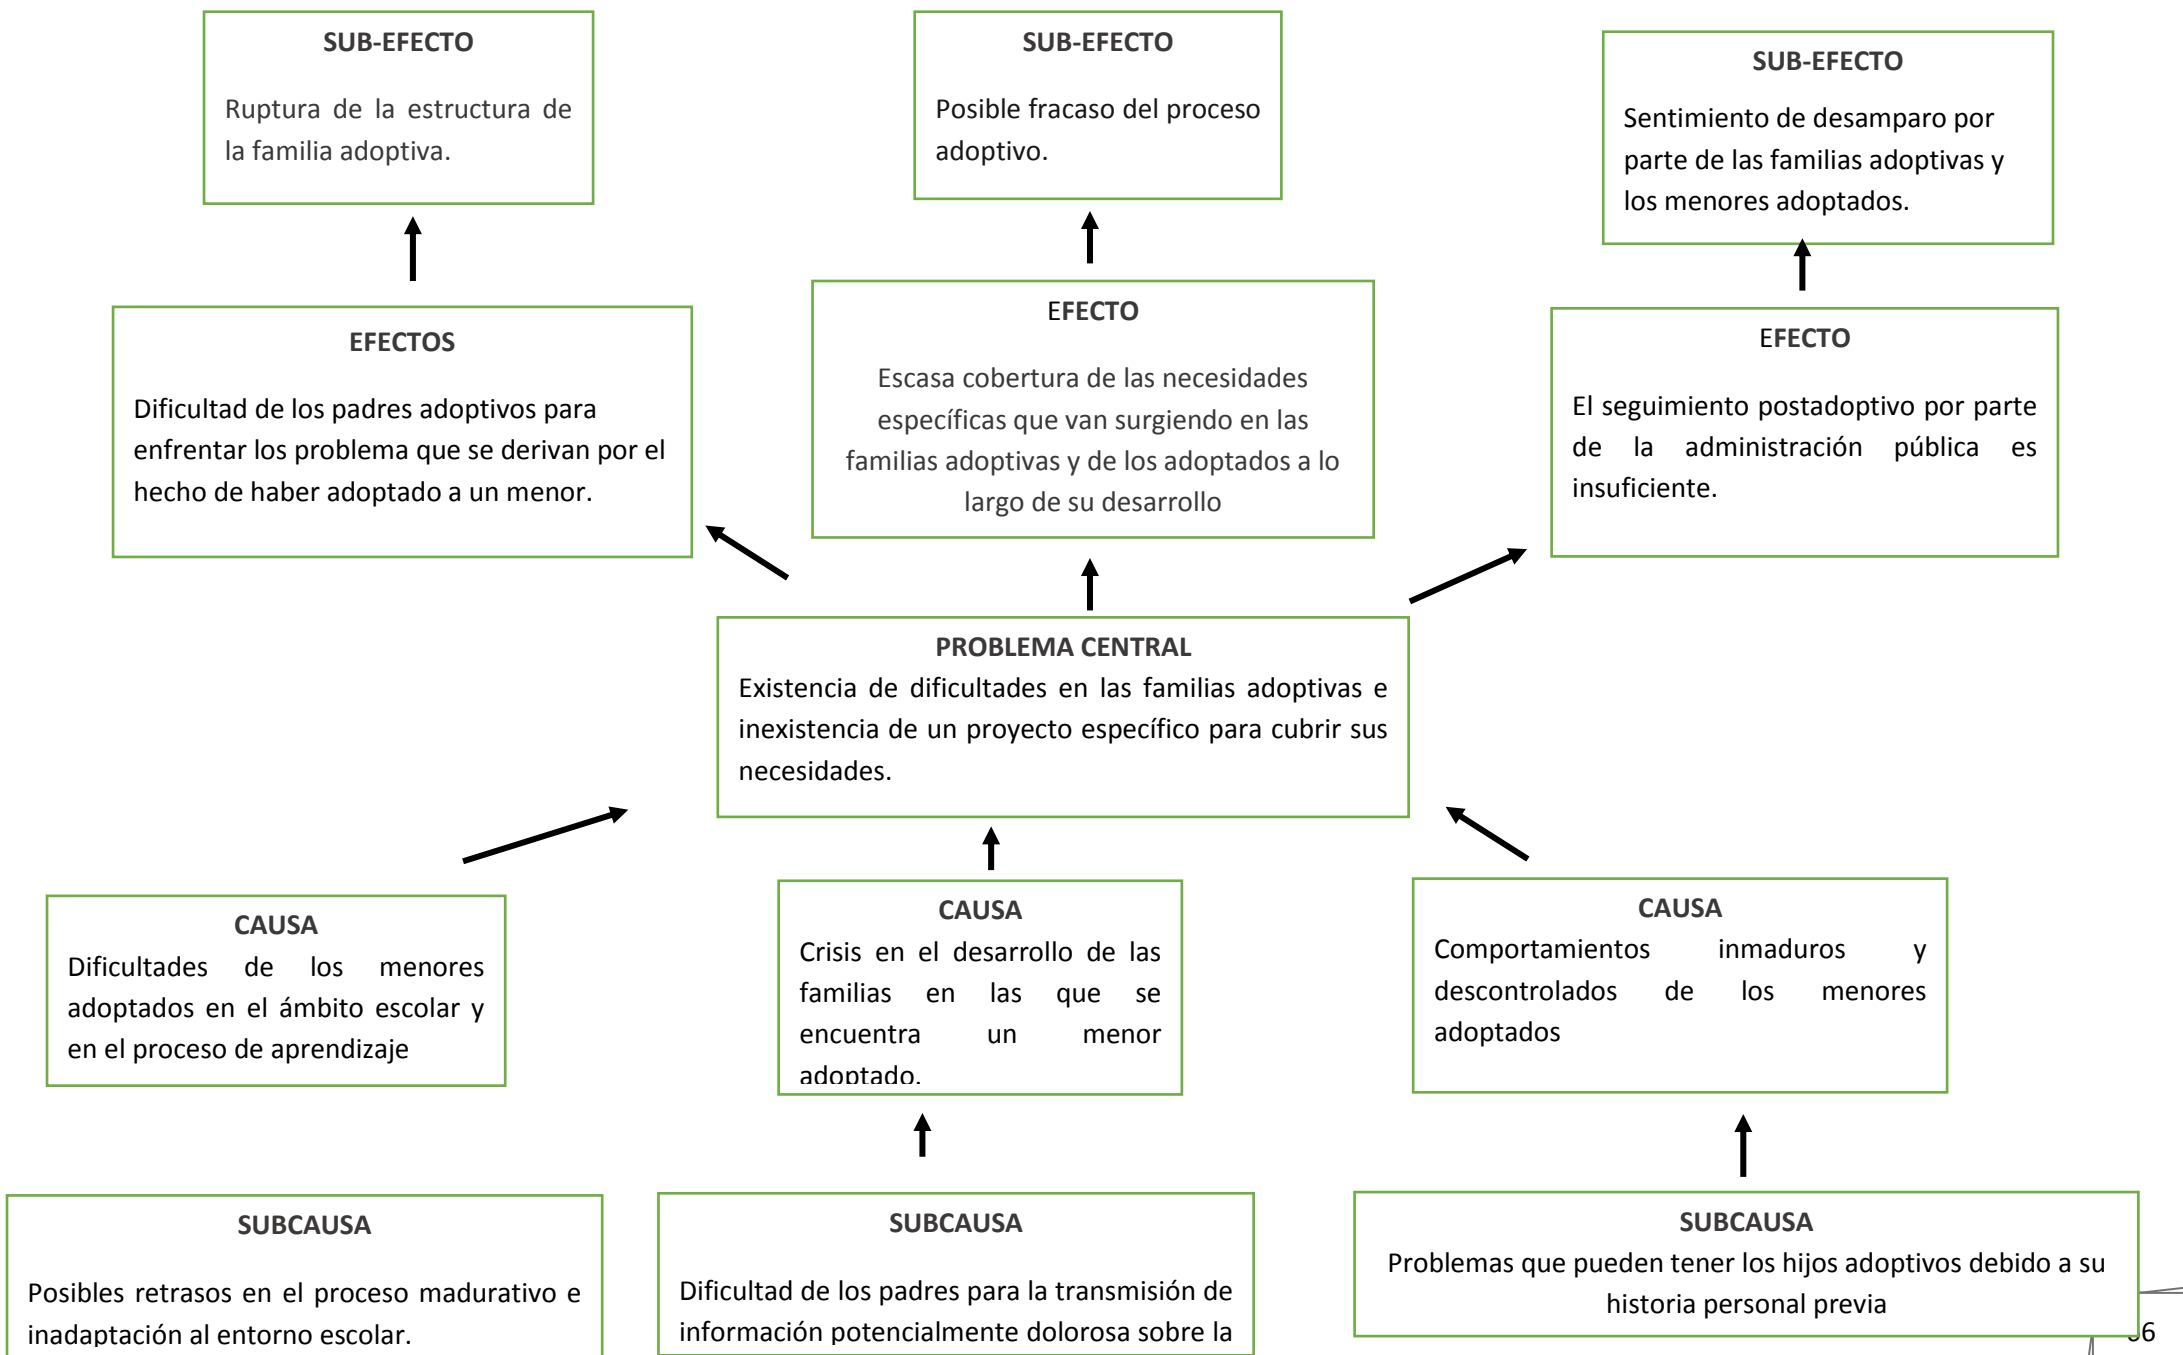 SUB-EFECTO
Ruptura de la estructura de
la familia adoptiva.
SUB-EFECTO
Posible fracaso del proceso
adoptivo.
SUB-EFECTO
Sentimiento de desamparo por
parte de las familias adoptivas y
los menores adoptados.
EFECTOS
Dificultad de los padres adoptivos para
enfrentar los problema que se derivan por el
hecho de haber adoptado a un menor.
EFECTO
Escasa cobertura de las necesidades
específicas que van surgiendo en las
familias adoptivas y de los adoptados a lo
largo de su desarrollo
EFECTO
El seguimiento postadoptivo por parte
de la administración pública es
insuficiente.
PROBLEMA CENTRAL
Existencia de dificultades en las familias adoptivas e
inexistencia de un proyecto específico para cubrir sus
necesidades.
CAUSA
Dificultades de los menores
adoptados en el ámbito escolar y
en el proceso de aprendizaje
CAUSA
Crisis en el desarrollo de las
familias en las que se
encuentra un menor
adoptado.
CAUSA
Comportamientos inmaduros y
descontrolados de los menores
adoptados
SUBCAUSA
Posibles retrasos en el proceso madurativo e
inadaptación al entorno escolar.
SUBCAUSA
Dificultad de los padres para la transmisión de
información potencialmente dolorosa sobre la
SUBCAUSA
Problemas que pueden tener los hijos adoptivos debido a su
historia personal previa